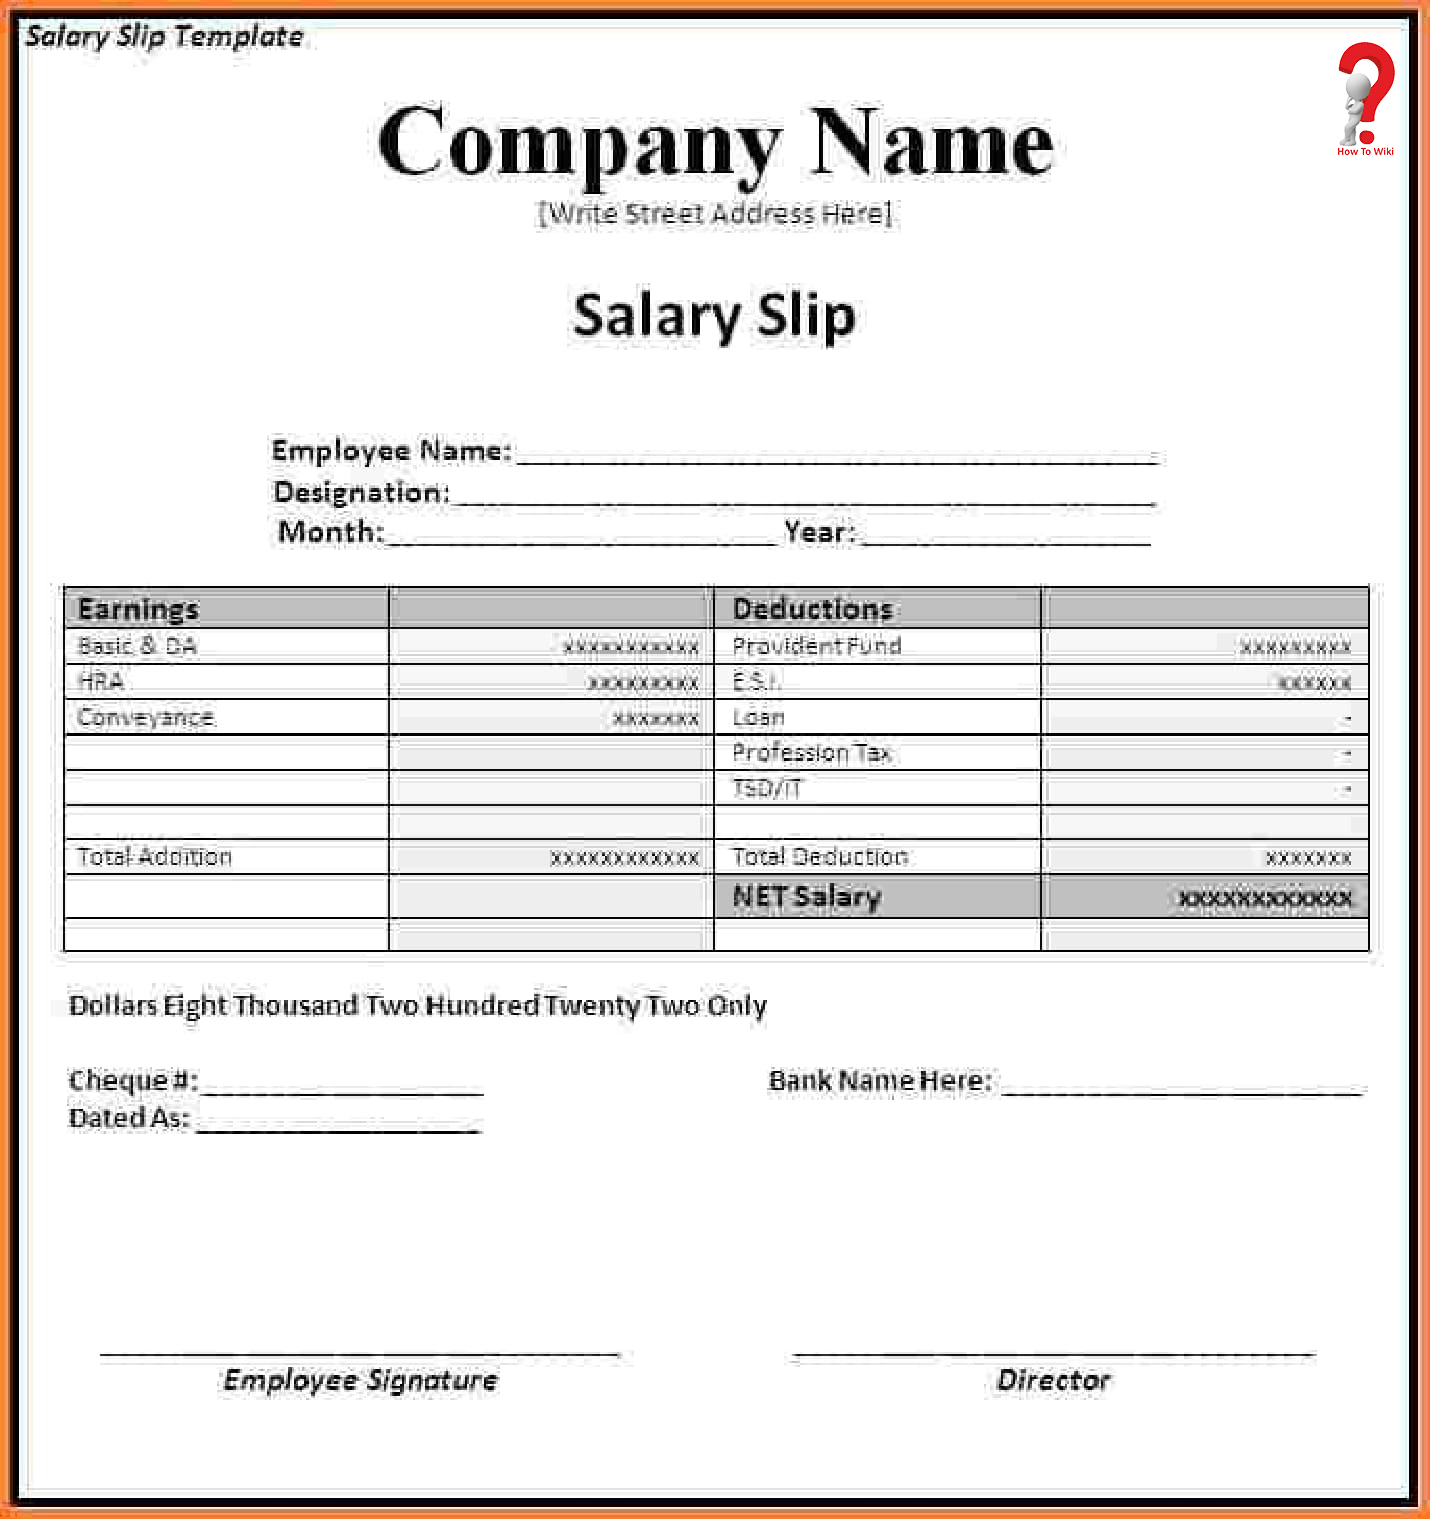 Salary Slip Template
How To Wiki
Company Name
[Write Street Address Here]
Salary Slip
Employee Name:
Designation:
Month: Year:
Earnings Deductions
Basic & DA xxxxxxxxxxx Provident Fund xxxxxxxxx
HRA xxxxxxxxx E.S.I. xxxxxx
Conveyance xxxxxxx Loan -
Profession Tax -
TSD/IT -
Total Addition xxxxxxxxxxxx Total Deduction xxxxxxx
NET Salary xxxxxxxxxxxx
Dollars Eight Thousand Two Hundred Twenty Two Only
Cheque #: Bank Name Here:
Dated As:
Employee Signature Director